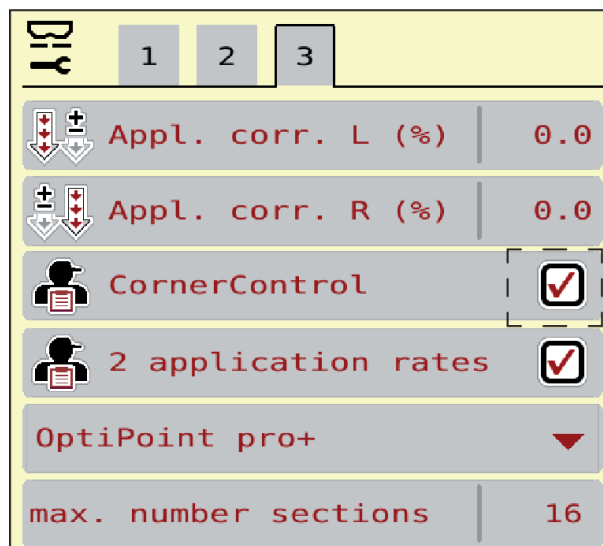 1 2 3
Appl. corr. L (%) 0.0
Appl. corr. R (%) 0.0
CornerControl
2 application rates
OptiPoint pro+
max. number sections 16